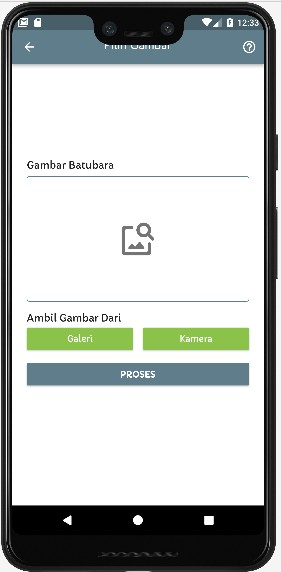 12:33
Pilih Gambar
Gambar Batubara
Ambil Gambar Dari
Galeri Kamera
PROSES